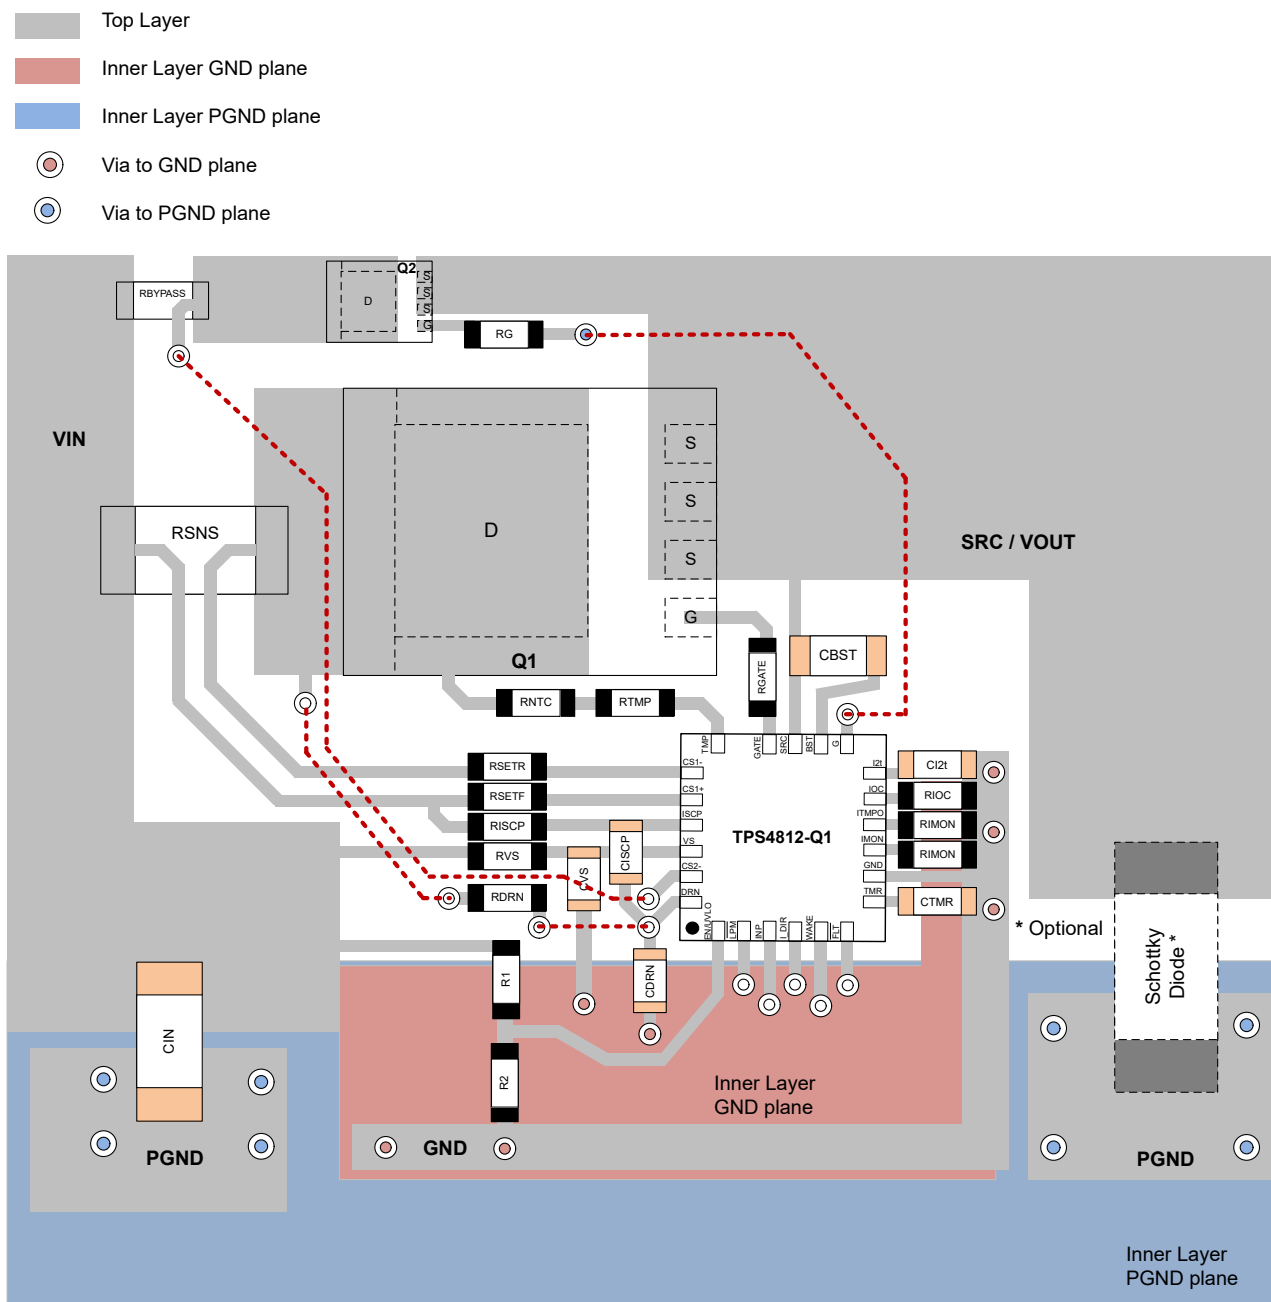 Top Layer
Inner Layer GND plane
Inner Layer PGND plane
Via to GND plane
Via to PGND plane
Q2
RBYPASS
D
S
S
S
G
RG
VIN
S
S
S
G
D
RSNS
SRC / VOUT
Q1
CBST
RGATE
RNTC
RTMP
TMP
GATE
SRC
BST
G
RSETR
CS1-
I2t
CI2t
RSETF
CS1+
IOC
RIOC
RISCP
ISCP
ITMPO
RIMON
CISCP
TPS4812-Q1
RVS
VS
IMON
RIMON
CVS
CS2-
GND
RDRN
DRN
TMR
CTMR
EN/UVLO
LPM
INP
I_DIR
WAKE
FLT
* Optional
Schottky
Diode *
R1
CDRN
CIN
R2
Inner Layer
GND plane
GND
PGND
PGND
Inner Layer
PGND plane